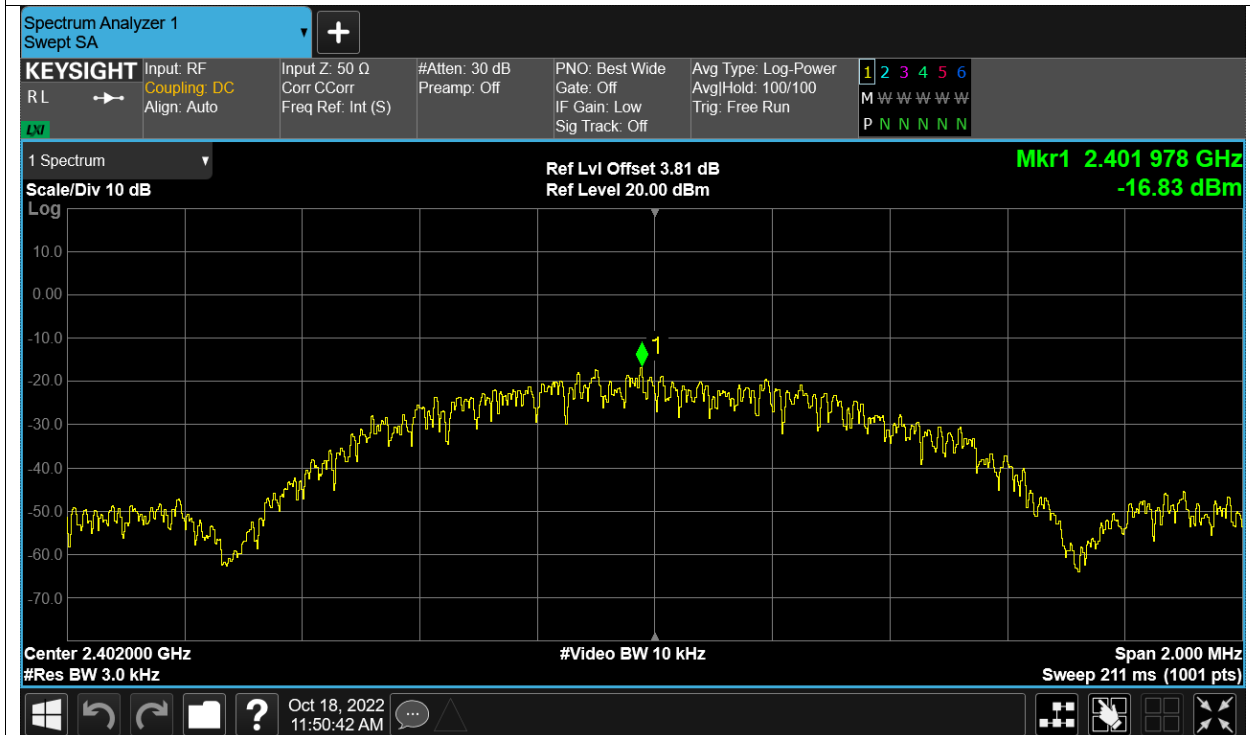 Spectrum Analyzer 1
Swept SA
+
KEYSIGHT
R L
LXI
Input: RF
Coupling: DC
Align: Auto
Input Z: 50 Ω
Corr CCorr
Freq Ref: Int (S)
#Atten: 30 dB
Preamp: Off
PNO: Best Wide
Gate: Off
IF Gain: Low
Sig Track: Off
Avg Type: Log-Power
Avg|Hold: 100/100
Trig: Free Run
1 2 3 4 5 6
M W W W W W W
P N N N N N N
1 Spectrum
Scale/Div 10 dB
Ref Lvl Offset 3.81 dB
Ref Level 20.00 dBm
Mkr1 2.401 978 GHz
-16.83 dBm
Log
10.0
0.00
-10.0
-20.0
-30.0
-40.0
-50.0
-60.0
-70.0
1
Center 2.402000 GHz
#Res BW 3.0 kHz
#Video BW 10 kHz
Span 2.000 MHz
Sweep 211 ms (1001 pts)
?
Oct 18, 2022
11:50:42 AM